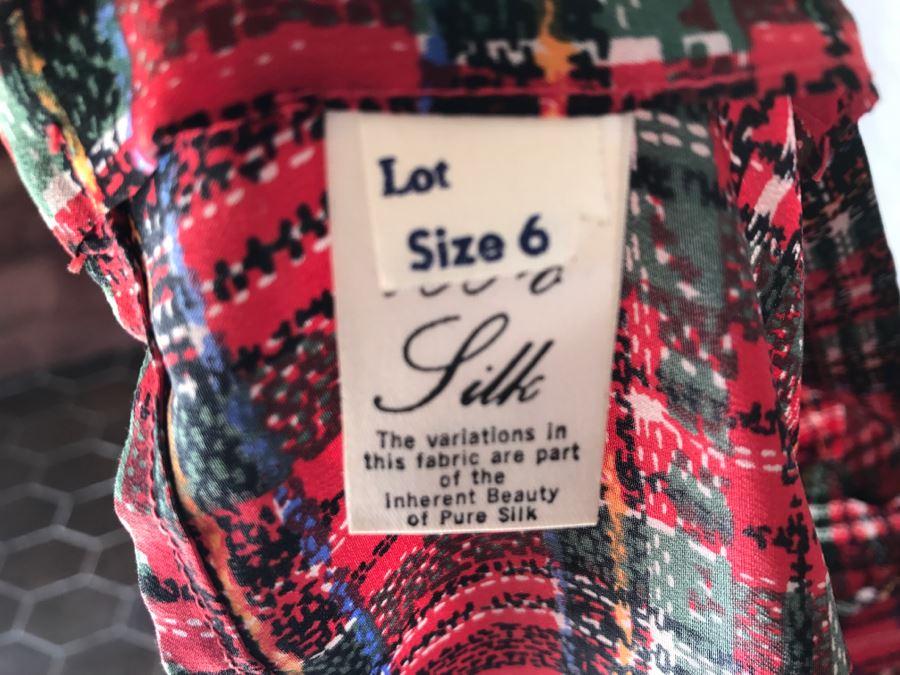 Lot
Size 6
Silk
The variations in
this fabric are part
of the
Inherent Beauty
of Pure Silk